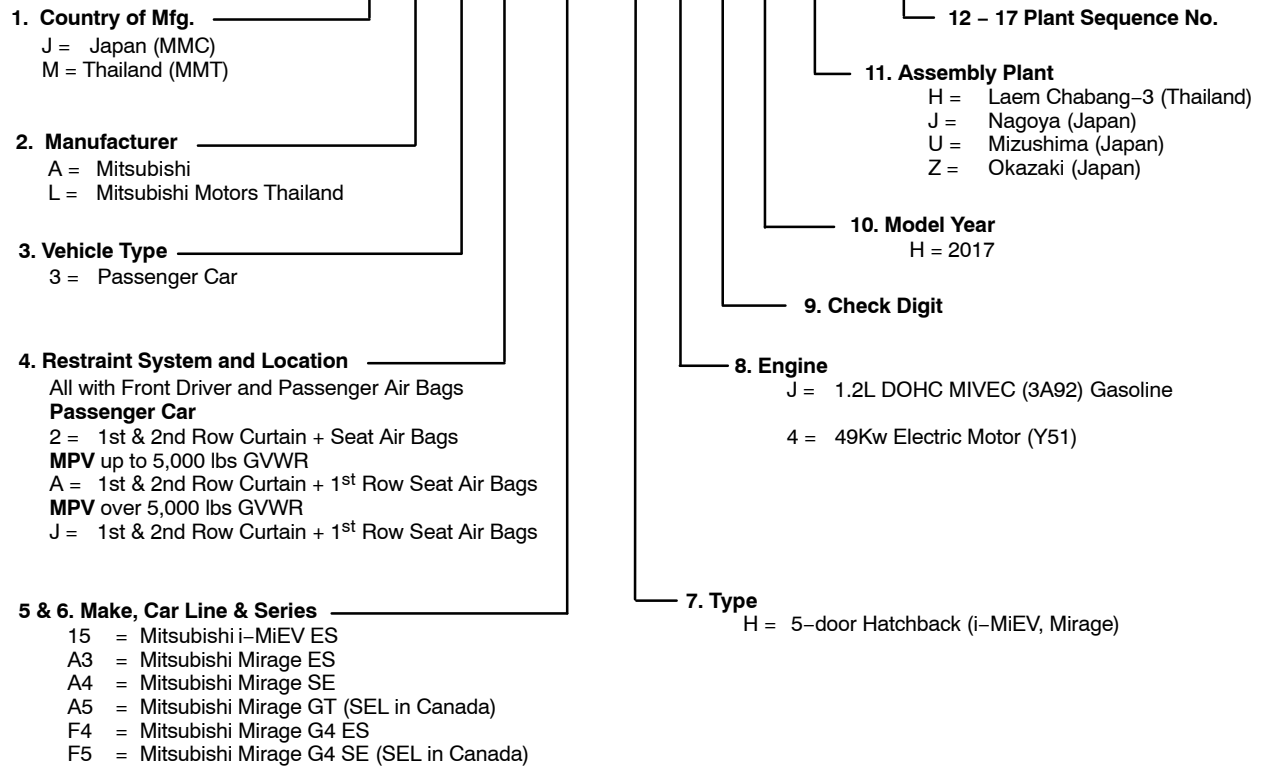 1. Country of Mfg.
J = Japan (MMC)
M = Thailand (MMT)
2. Manufacturer
A = Mitsubishi
L = Mitsubishi Motors Thailand
3. Vehicle Type
3 = Passenger Car
4. Restraint System and Location
All with Front Driver and Passenger Air Bags
Passenger Car
2 = 1st & 2nd Row Curtain + Seat Air Bags
MPV up to 5,000 lbs GVWR
A = 1st & 2nd Row Curtain + 1st Row Seat Air Bags
MPV over 5,000 lbs GVWR
J = 1st & 2nd Row Curtain + 1st Row Seat Air Bags
5 & 6. Make, Car Line & Series
15 = Mitsubishi i−MiEV ES
A3 = Mitsubishi Mirage ES
A4 = Mitsubishi Mirage SE
A5 = Mitsubishi Mirage GT (SEL in Canada)
F4 = Mitsubishi Mirage G4 ES
F5 = Mitsubishi Mirage G4 SE (SEL in Canada)
12 − 17 Plant Sequence No.
11. Assembly Plant
H = Laem Chabang−3 (Thailand)
J = Nagoya (Japan)
U = Mizushima (Japan)
Z = Okazaki (Japan)
10. Model Year
H = 2017
9. Check Digit
8. Engine
J = 1.2L DOHC MIVEC (3A92) Gasoline
4 = 49Kw Electric Motor (Y51)
7. Type
H = 5−door Hatchback (i−MiEV, Mirage)